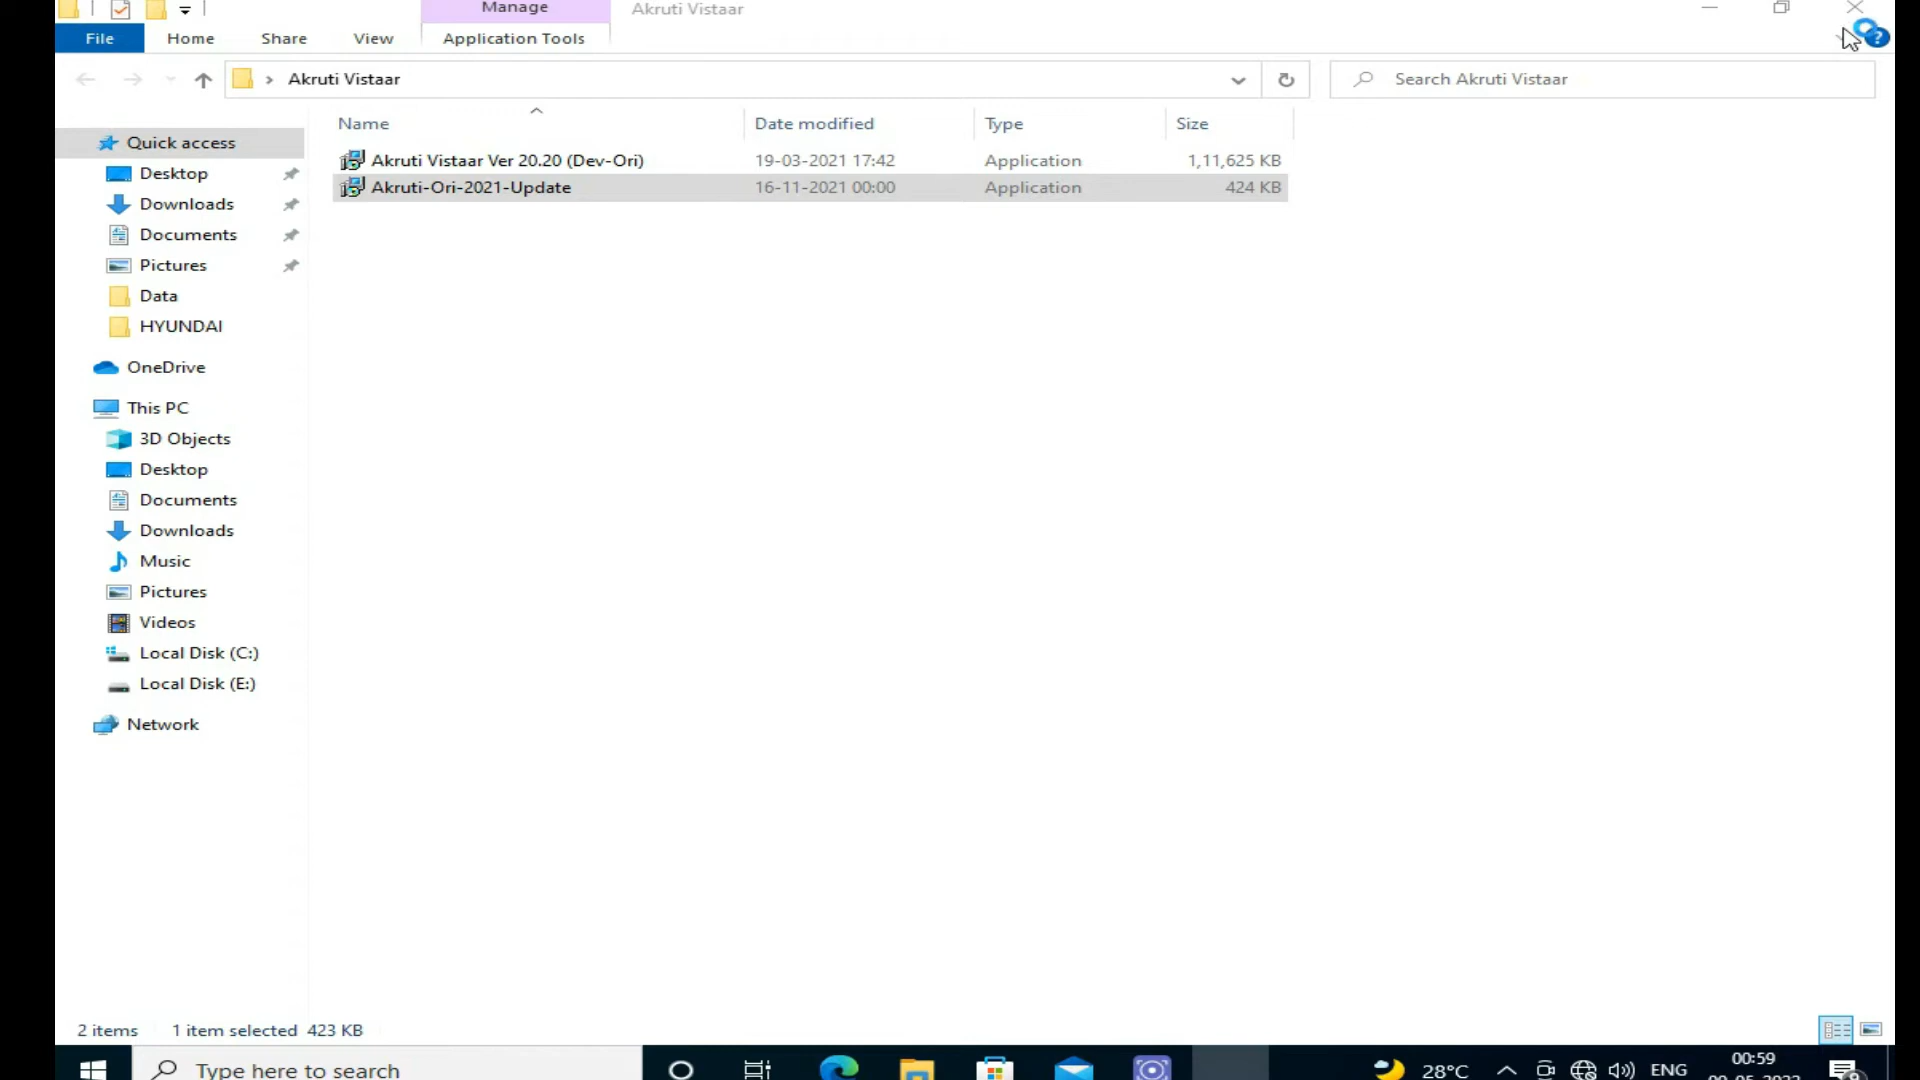 Manage
Akruti Vistaar
File
Home
Share
View
Application Tools
Akruti Vistaar
Search Akruti Vistaar
Name
Date modified
Type
Size
Akruti Vistaar Ver 20.20 (Dev-Ori)
19-03-2021 17:42
Application
1,11,625 KB
Akruti-Ori-2021-Update
16-11-2021 00:00
Application
424 KB
Quick access
Desktop
Downloads
Documents
Pictures
Data
HYUNDAI
OneDrive
This PC
3D Objects
Desktop
Documents
Downloads
Music
Pictures
Videos
Local Disk (C:)
Local Disk (E:)
Network
2 items
1 item selected 423 KB
Type here to search
28°C
ENG
00:59